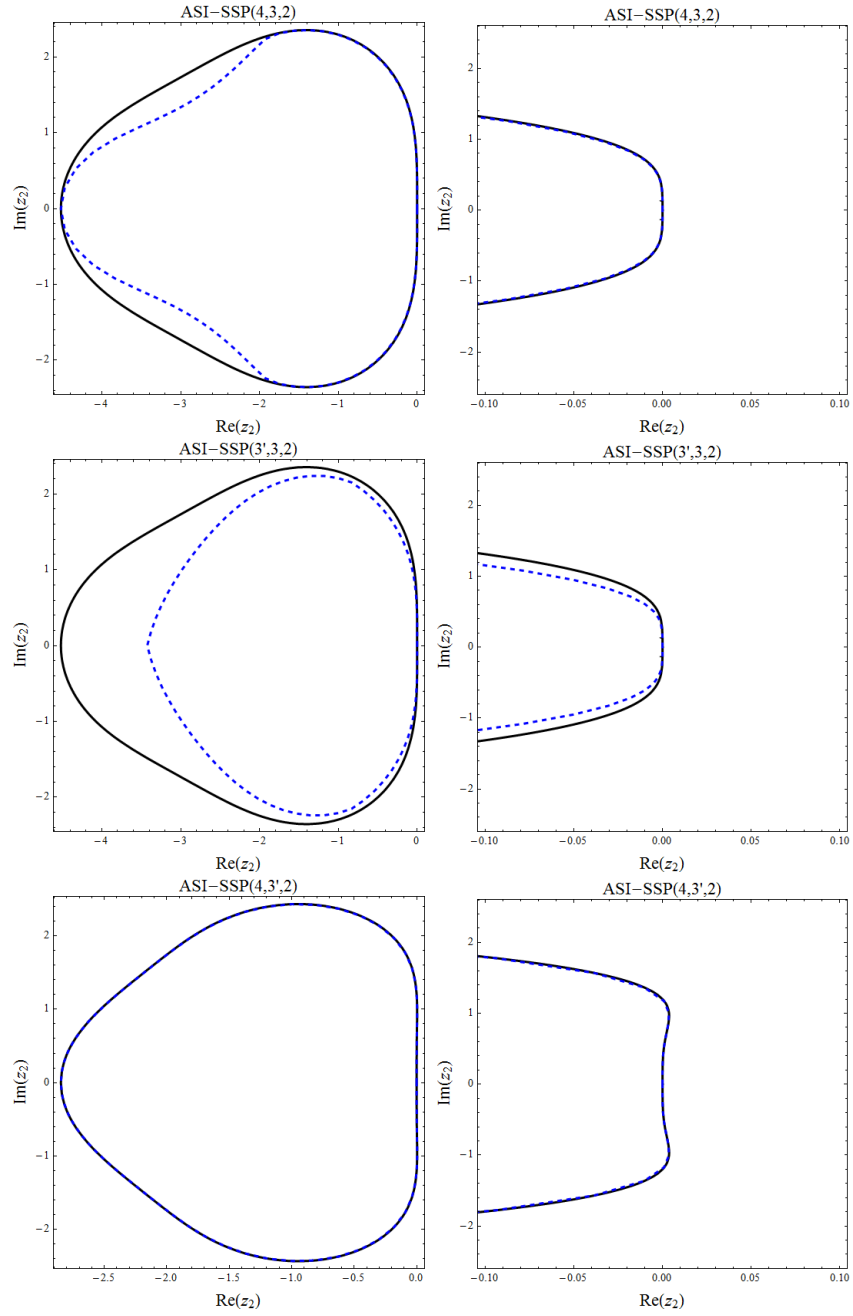 ASI−SSP(4,3,2)
Im(z2)
2
1
0
−1
−2
−4 −3 −2 −1 0
Re(z2)
ASI−SSP(4,3,2)
Im(z2)
2
1
0
−1
−2
−0.10 −0.05 0.00 0.05 0.10
Re(z2)
ASI−SSP(3',3,2)
Im(z2)
2
1
0
−1
−2
−4 −3 −2 −1 0
Re(z2)
ASI−SSP(3',3,2)
Im(z2)
2
1
0
−1
−2
−0.10 −0.05 0.00 0.05 0.10
Re(z2)
ASI−SSP(4,3',2)
Im(z2)
2
1
0
−1
−2
−2.5 −2.0 −1.5 −1.0 −0.5 0.0
Re(z2)
ASI−SSP(4,3',2)
Im(z2)
2
1
0
−1
−2
−0.10 −0.05 0.00 0.05 0.10
Re(z2)